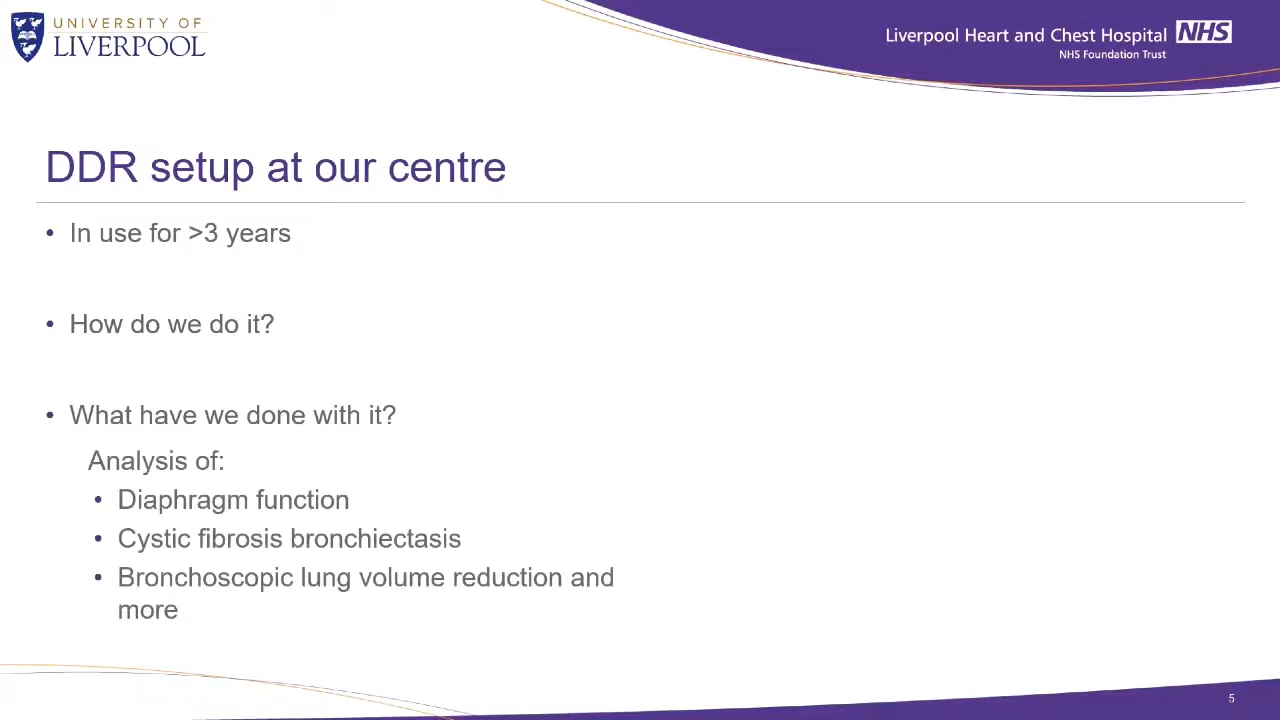 UNIVERSITY OF
LIVERPOOL
Liverpool Heart and Chest Hospital NHS
NHS Foundation Trust
DDR setup at our centre
• In use for >3 years
• How do we do it?
• What have we done with it?
Analysis of:
• Diaphragm function
• Cystic fibrosis bronchiectasis
• Bronchoscopic lung volume reduction and
more
5